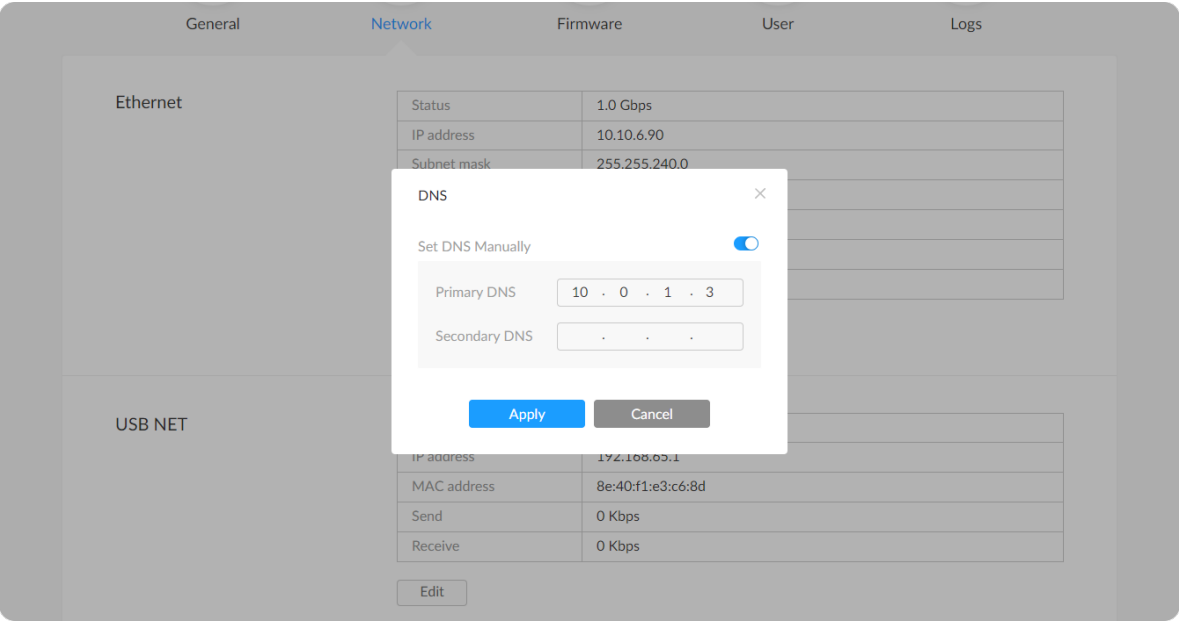 General Network Firmware User Logs
Ethernet
Status 1.0 Gbps
IP address 10.10.6.90
Subnet mask 255.255.240.0
DNS
Set DNS Manually
Primary DNS 10 . 0 . 1 . 3
Secondary DNS . . .
Apply Cancel
USB NET
IP address 192.168.65.1
MAC address 8e:40:f1:e3:c6:8d
Send 0 Kbps
Receive 0 Kbps
Edit